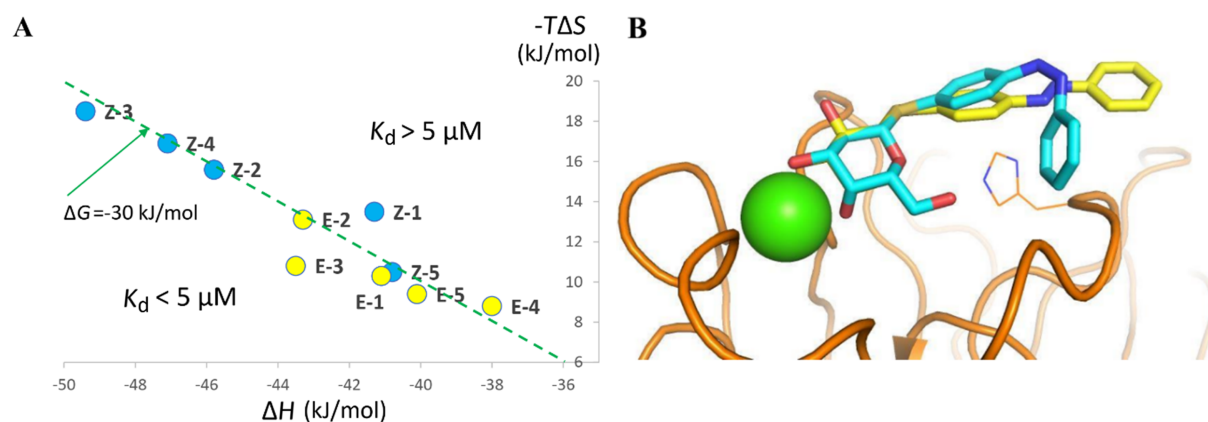 A
-TΔS
(kJ/mol)
B
20
Z-3
18
Z-4
Kd > 5 μM
Z-2
16
ΔG=-30 kJ/mol
14
E-2
Z-1
12
E-3
Z-5
10
Kd < 5 μM
E-1
E-5
E-4
8
6
-50
-48
-46
-44
-42
-40
-38
-36
ΔH (kJ/mol)